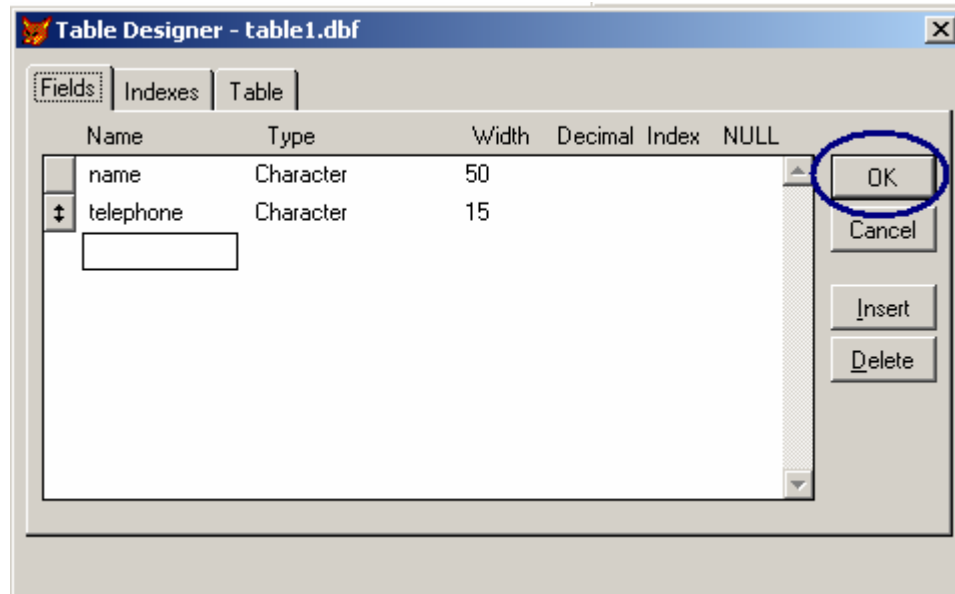 Table Designer - table1.dbf
Fields Indexes Table
Name Type Width Decimal Index NULL
name Character 50
telephone Character 15
OK
Cancel
Insert
Delete